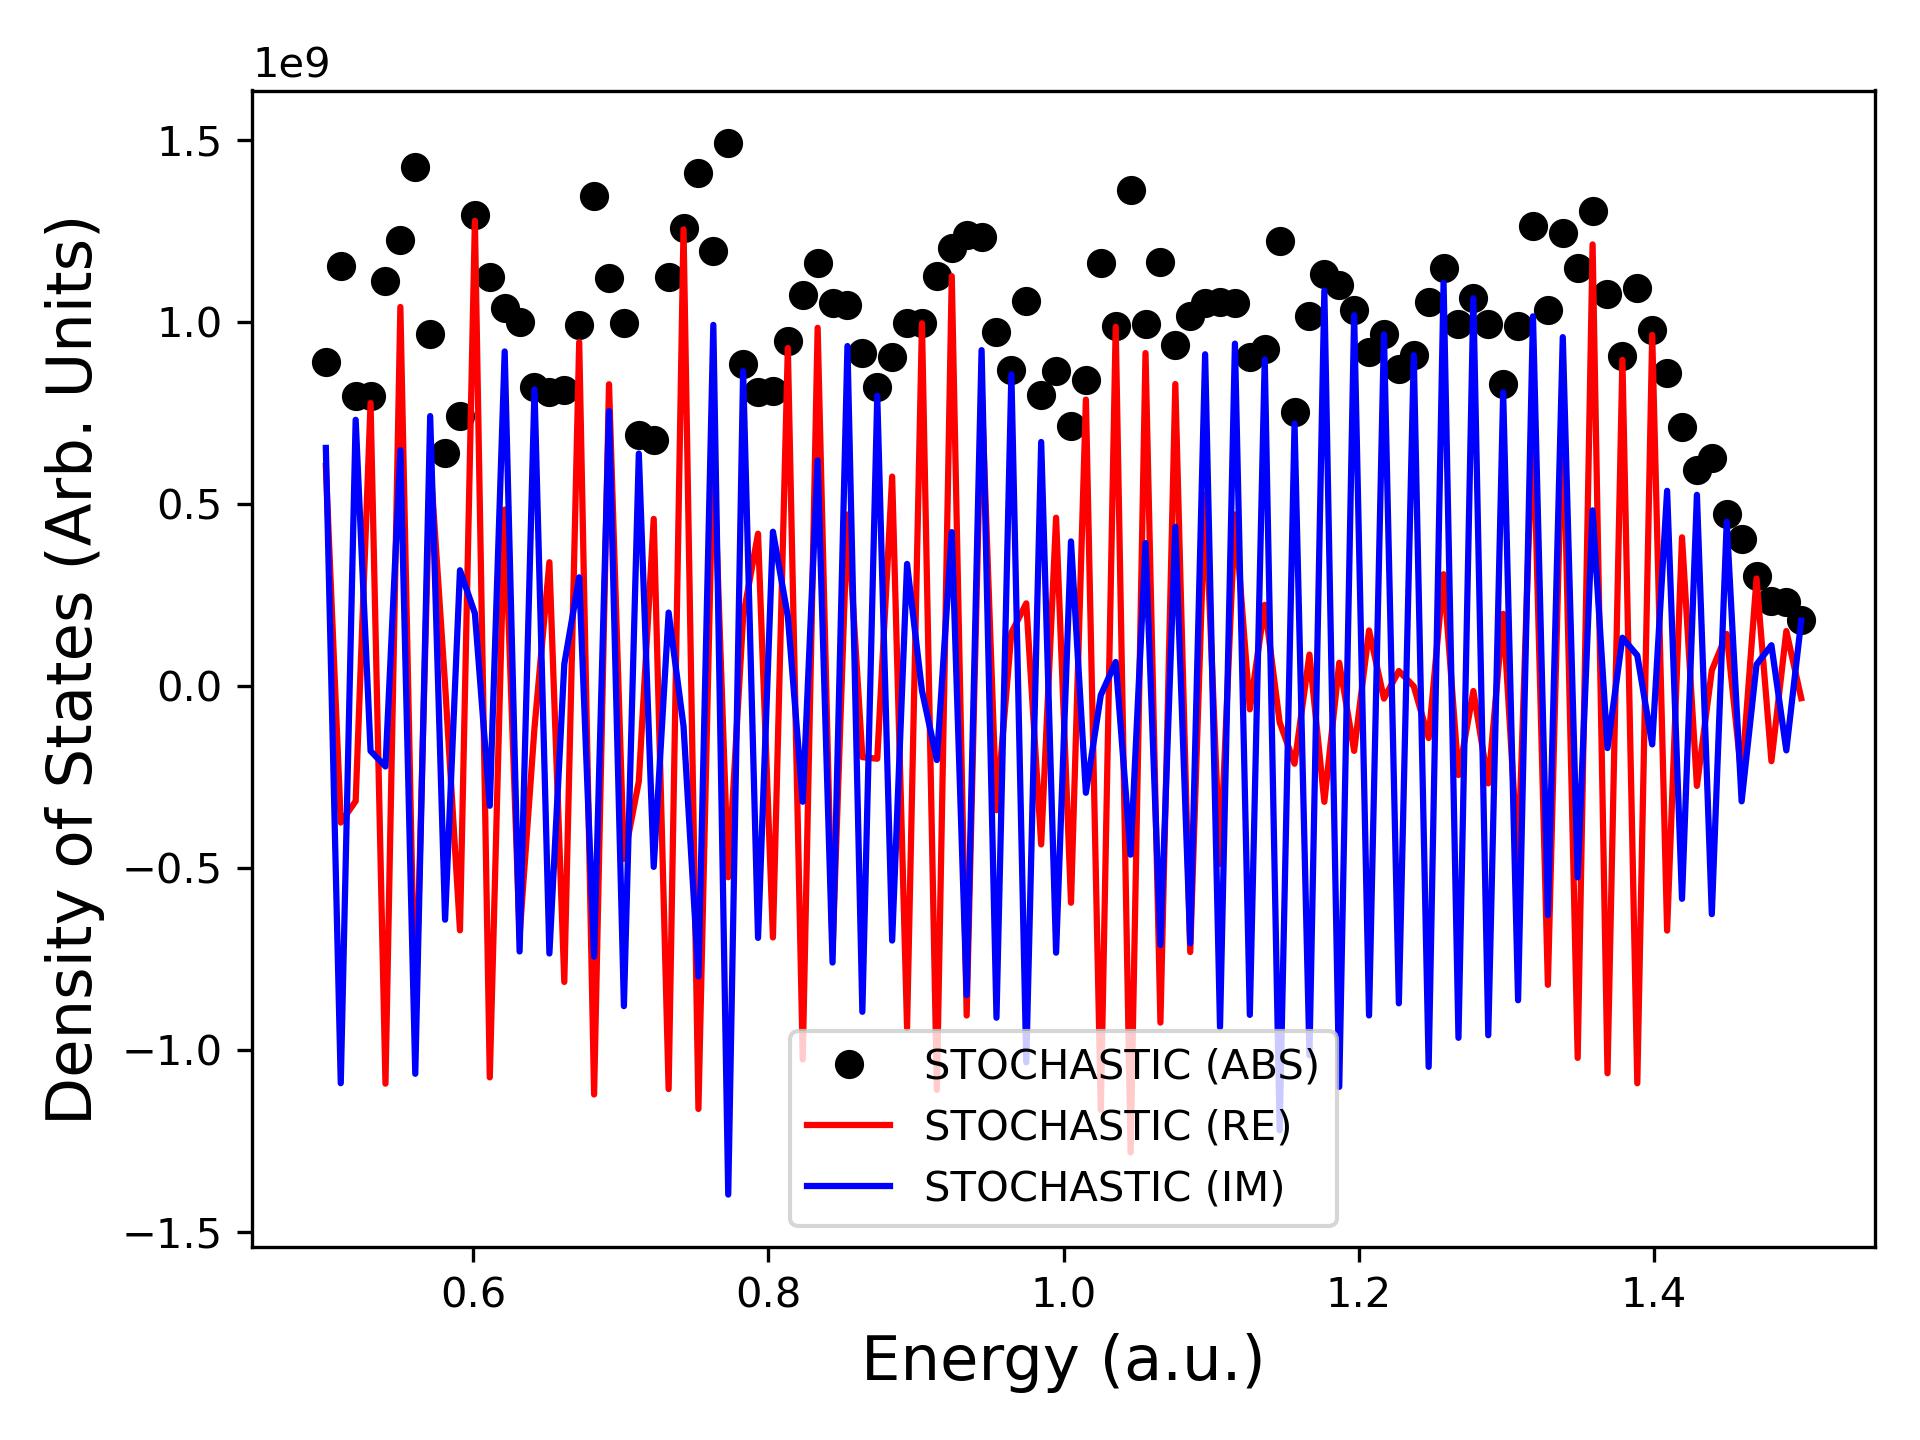 1e9
1.5
1.0
0.5
0.0
−0.5
−1.0
−1.5
Density of States (Arb. Units)
STOCHASTIC (ABS)
STOCHASTIC (RE)
STOCHASTIC (IM)
0.6 0.8 1.0 1.2 1.4
Energy (a.u.)